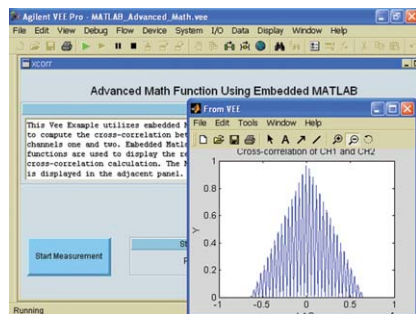 Agilent VEE Pro - MATLAB_Advanced_Math.vee
File Edit View Debug Flow Device System I/O Data Display Window Help
xcorr
Advanced Math Function Using Embedded MATLAB
This Vee Example utilizes embedded M
to compute the cross-correlation bet
channels one and two. Embedded Matl
functions are used to display the re
cross-correlation calculation. The M
is displayed in the adjacent panel.
Start Measurement
St
Running
From VEE
File Edit Tools Window Help
Cross-correlation of CH1 and CH2
Y
1
0.8
0.6
0.4
0.2
0
-1 -0.5 0 0.5 1